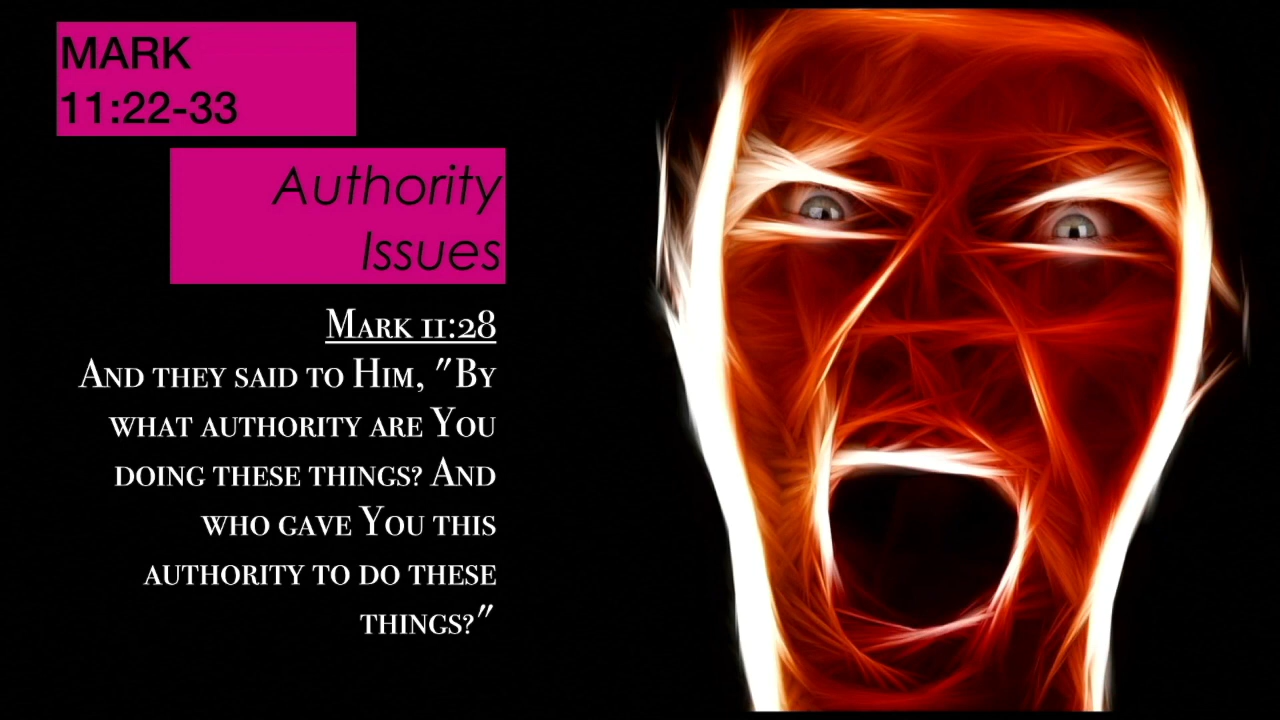 MARK
11:22-33
Authority
Issues
Mark 11:28
And they said to Him, "By
what authority are You
doing these things? And
who gave You this
authority to do these
things?"